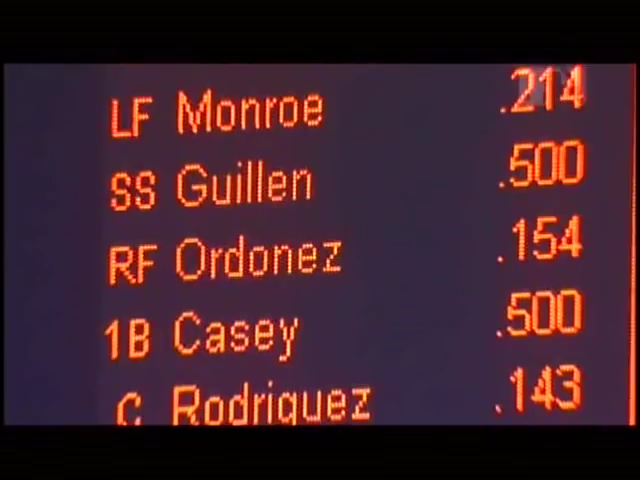 LF Monroe .214
SS Guillen .500
RF Ordonez .154
1B Casey .500
C Rodriguez .143